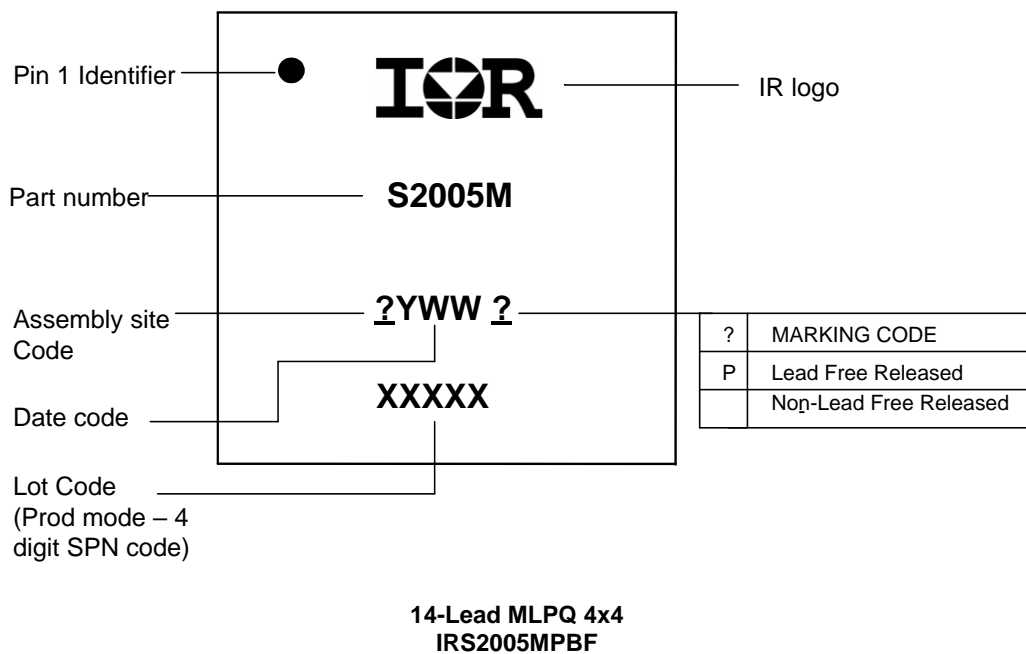 Pin 1 Identifier
IOR
IR logo
Part number
S2005M
Assembly site
Code
?YWW ?
? MARKING CODE
P Lead Free Released
Non-Lead Free Released
Date code
XXXXX
Lot Code
(Prod mode – 4
digit SPN code)
14-Lead MLPQ 4x4
IRS2005MPBF